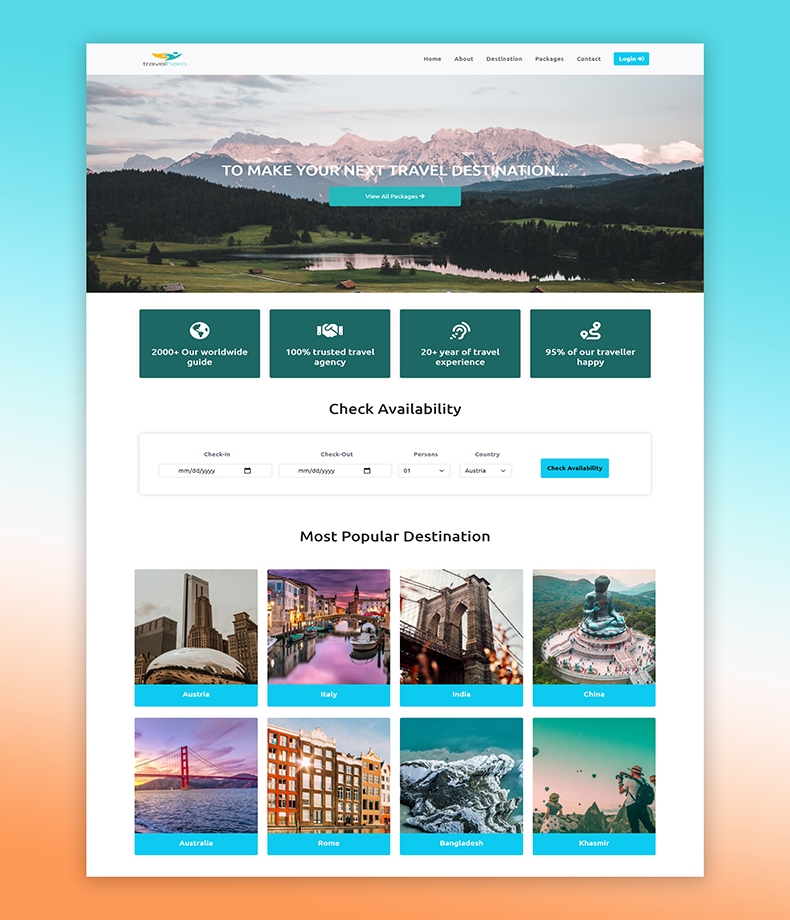 travelhero
Home About Destination Packages Contact Login
TO MAKE YOUR NEXT TRAVEL DESTINATION...
View All Packages
2000+ Our worldwide
guide
100% trusted travel
agency
20+ year of travel
experience
95% of our traveller
happy
Check Availability
Check-In Check-Out Persons Country
mm/dd/yyyy mm/dd/yyyy 01 Austria Check Availability
Most Popular Destination
Austria Italy India China
Australia Rome Bangladesh Khasmir